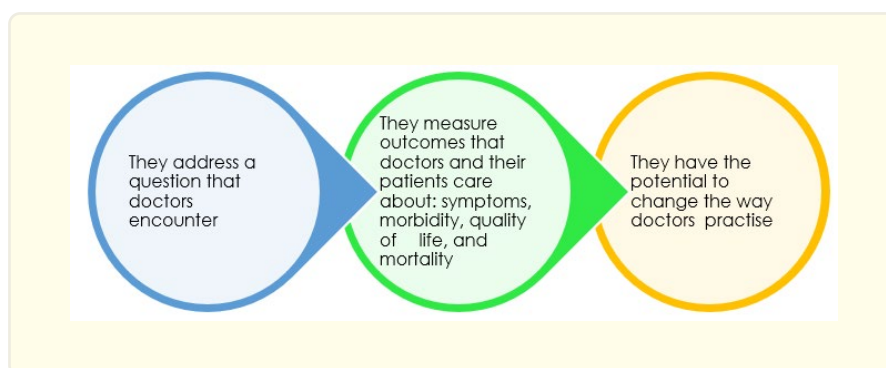 They address a
question that
doctors
encounter
They measure
outcomes that
doctors and their
patients care
about: symptoms,
morbidity, quality
of life, and
mortality
They have the
potential to
change the way
doctors practise